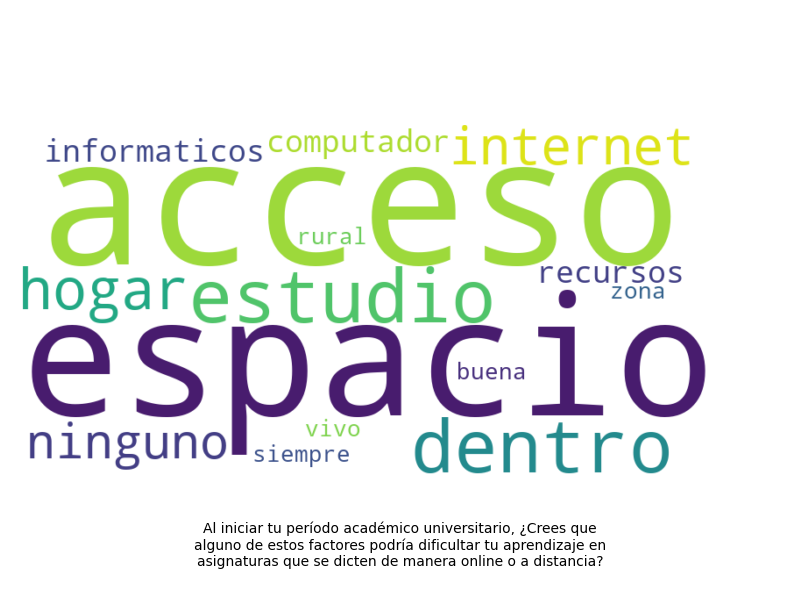 informaticos computador internet
acceso
rural
hogar estudio recursos
zona
espacio
buena
ninguno vivo dentro
siempre
Al iniciar tu período académico universitario, ¿Crees que
alguno de estos factores podría dificultar tu aprendizaje en
asignaturas que se dicten de manera online o a distancia?